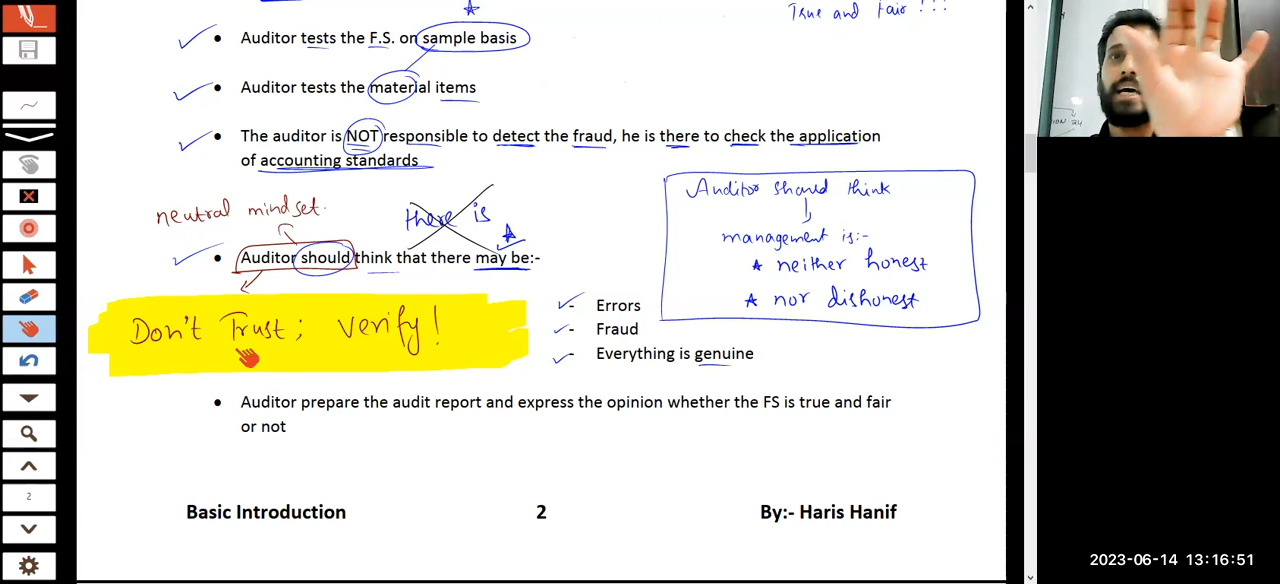 True and Fair !!!
• Auditor tests the F.S. on sample basis
• Auditor tests the material items
• The auditor is NOT responsible to detect the fraud, he is there to check the application
of accounting standards
neutral mindset.
there is
• Auditor should think that there may be:-
Don't Trust; Verify!
- Errors
- Fraud
- Everything is genuine
Auditor shared think
management is:-
★ neither honest
★ nor dishonest
• Auditor prepare the audit report and express the opinion whether the FS is true and fair
or not
Basic Introduction 2 By:- Haris Hanif
2
2023-06-14 13:16:51